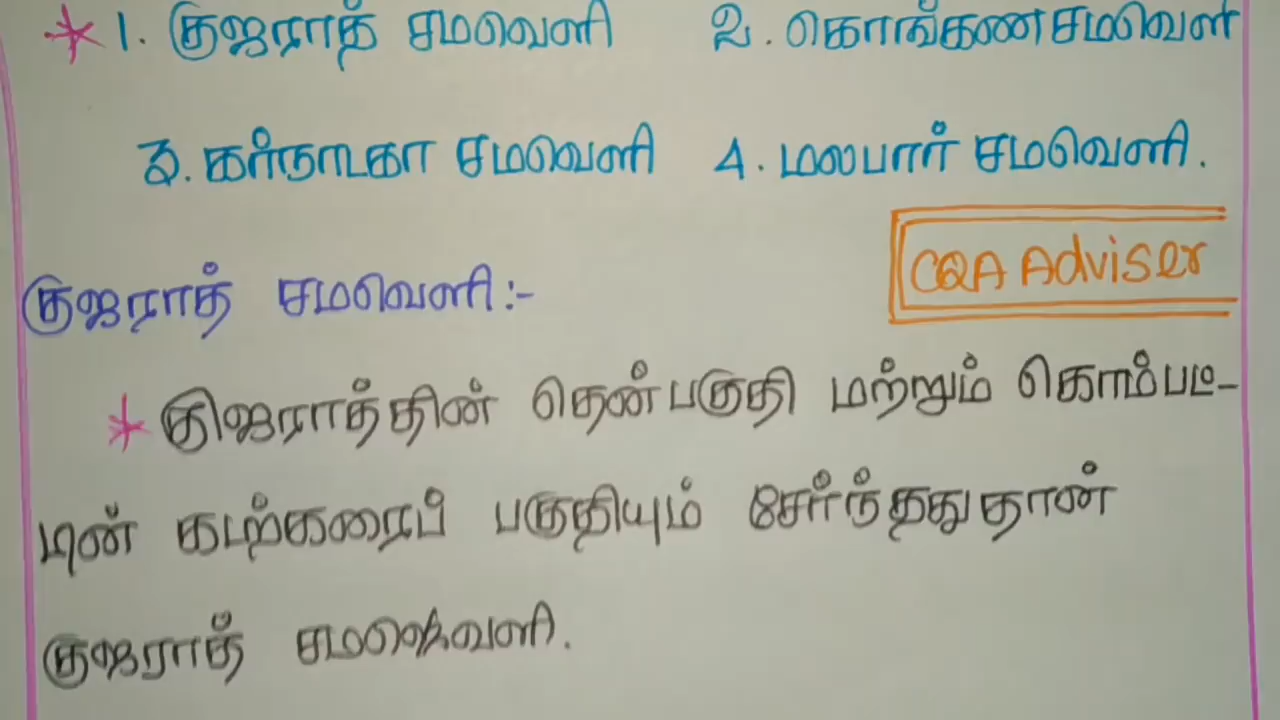 * 1. குஜராத் சமவெளி 2. கொங்கண சமவெளி
3. கர்நாடகா சமவெளி 4. மலபார் சமவெளி.
CQA Adviser
குஜராத் சமவெளி:-
* குஜராத்தின் தென்பகுதி மற்றும் கொம்பட்-
டின் கடற்கரைப் பகுதியும் சேர்ந்ததுதான்
குஜராத் சமவெளி.